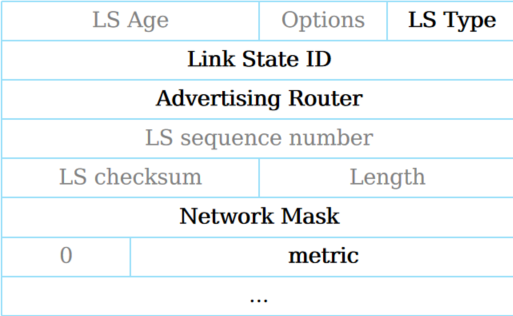 LS Age Options LS Type
Link State ID
Advertising Router
LS sequence number
LS checksum Length
Network Mask
0 metric
...